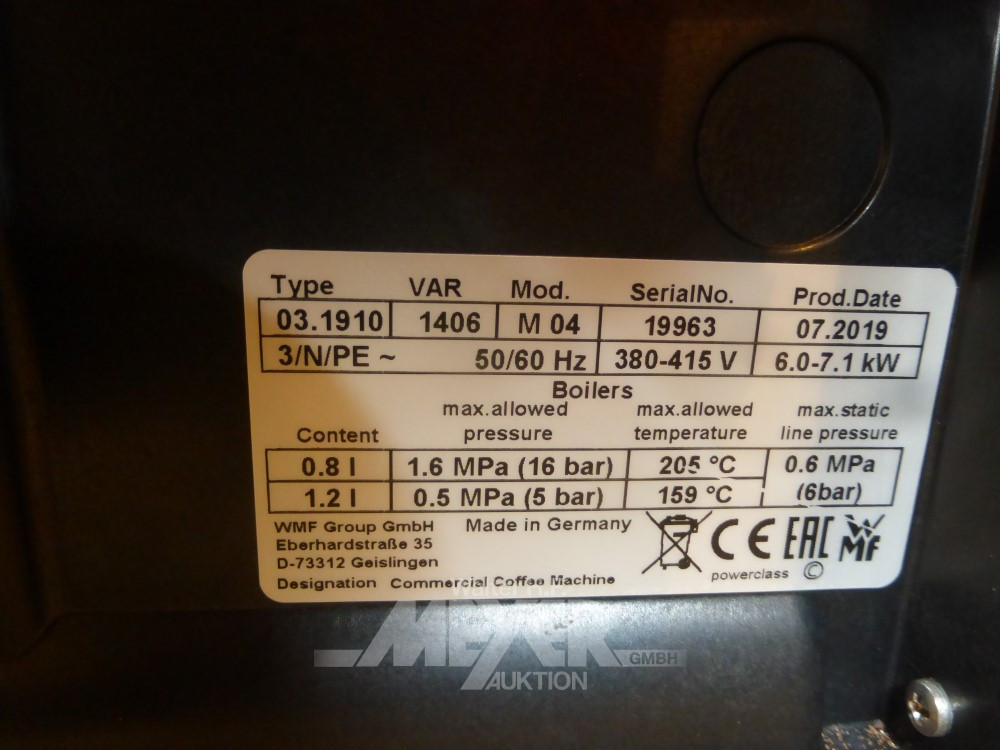 Type VAR Mod. SerialNo. Prod.Date
03.1910 1406 M 04 19963 07.2019
3/N/PE ~ 50/60 Hz 380-415 V 6.0-7.1 kW
Boilers
Content max.allowed pressure max.allowed temperature max.static line pressure
0.8 l 1.6 MPa (16 bar) 205 °C 0.6 MPa
1.2 l 0.5 MPa (5 bar) 159 °C (6bar)
WMF Group GmbH Made in Germany
Eberhardstraße 35
D-73312 Geislingen
CE EAC WMF
powerclass ©
Designation Commercial Coffee Machine
Walter H.F.
MEYER GMBH
AUKTION